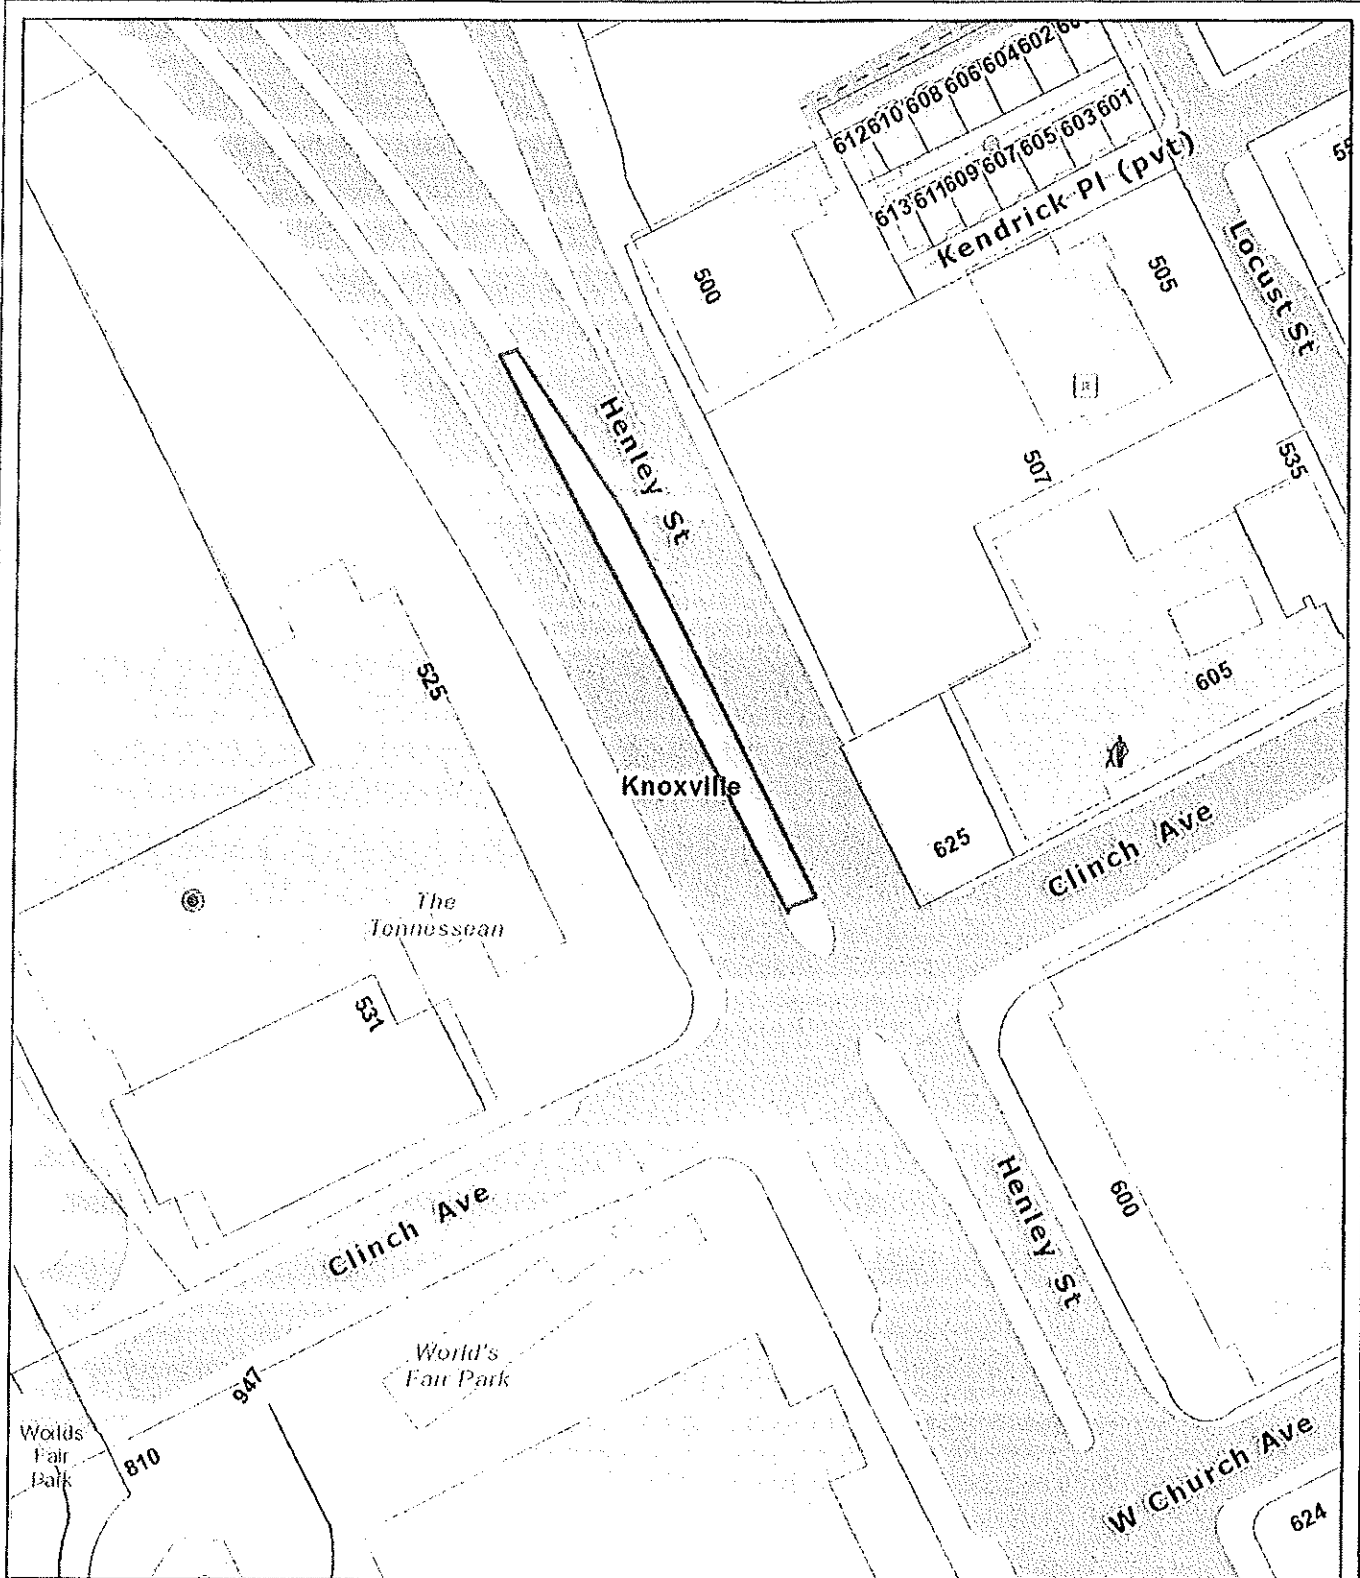 612 610 608 606 604 602
613 611 609 607 605 603 601
Kendrick Pl (pvt)
Locust St
500
505
507
535
Henley St
525
605
Knoxville
625
Clinch Ave
The
Tennessean
531
Henley St
600
Clinch Ave
World's
Fair Park
947
Worlds
Fair
Park
810
W Church Ave
624